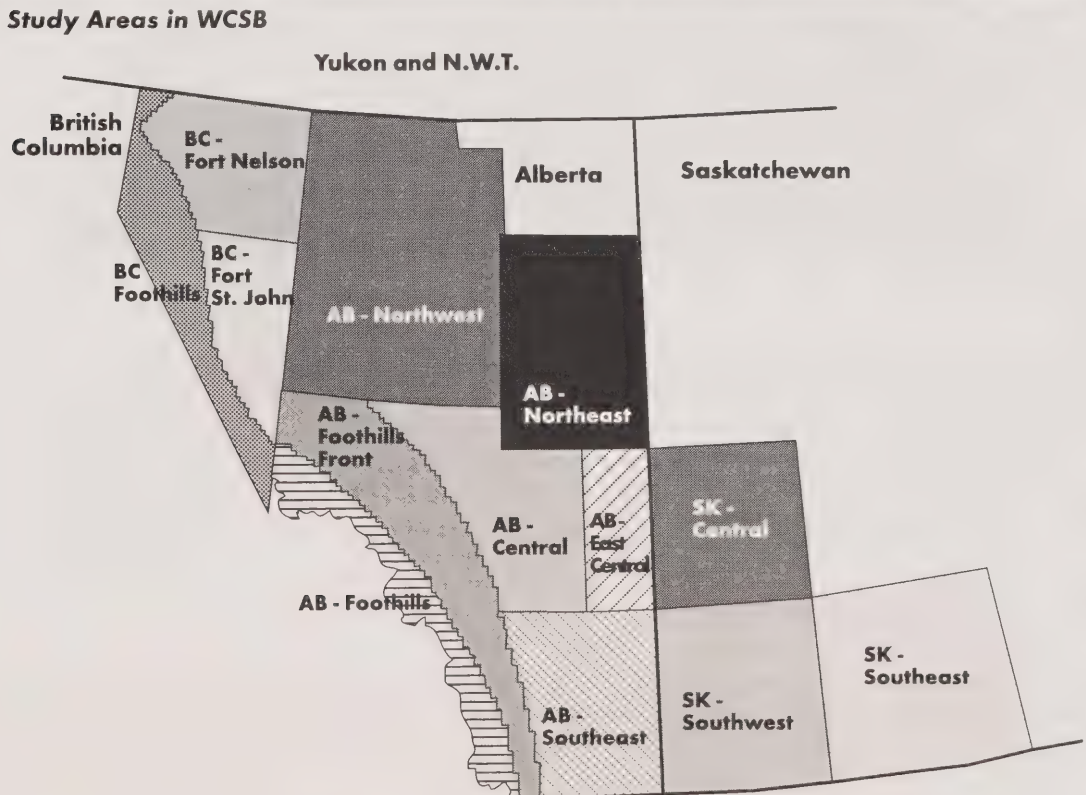 Study Areas in WCSB
Yukon and N.W.T.
British
Columbia
BC -
Fort Nelson
Alberta
Saskatchewan
BC
Foothills
BC -
Fort
St. John
AB - Northwest
AB -
Northeast
AB -
Foothills
Front
AB -
Central
AB-
East
Central
SK -
Central
AB - Foothills
AB -
Southeast
SK -
Southwest
SK -
Southeast